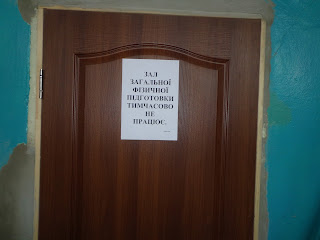 ЗАЛ
ЗАГАЛЬНОЇ
ФІЗИЧНОЇ
ПІДГОТОВКИ
ТИМЧАСОВО
НЕ
ПРАЦЮЄ.